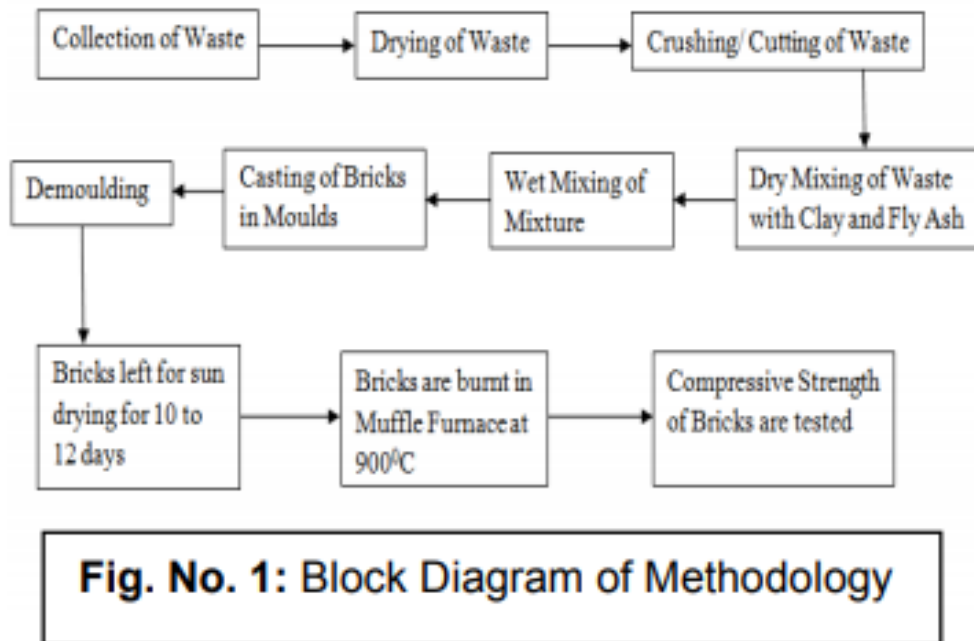 Collection of Waste
Drying of Waste
Crushing/ Cutting of Waste
Dry Mixing of Waste
with Clay and Fly Ash
Wet Mixing of
Mixture
Casting of Bricks
in Moulds
Demoulding
Bricks left for sun
drying for 10 to
12 days
Bricks are burnt in
Muffle Furnace at
900⁰C
Compressive Strength
of Bricks are tested
Fig. No. 1: Block Diagram of Methodology